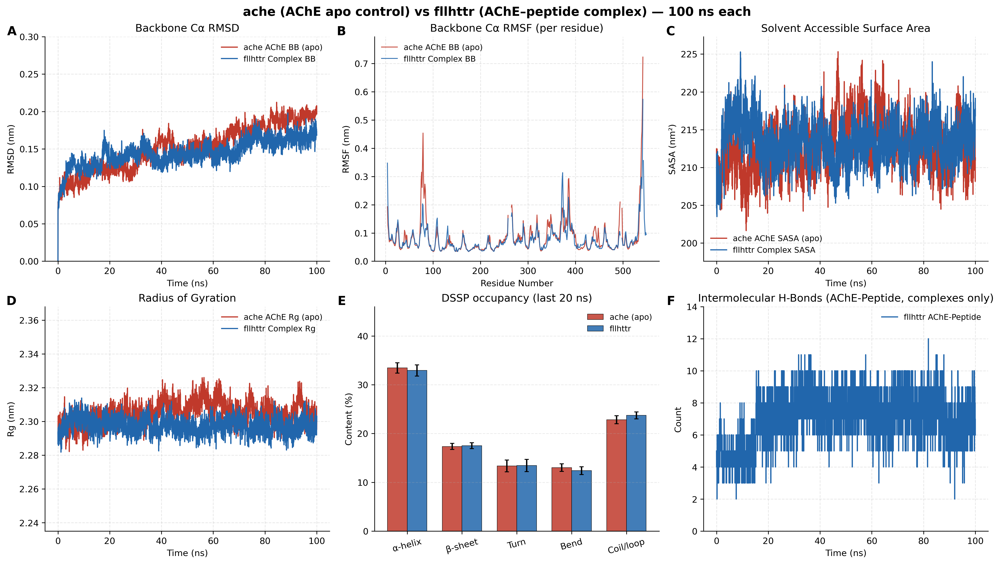 ache (AChE apo control) vs fllhttr (AChE–peptide complex) — 100 ns each
A
Backbone Cα RMSD
ache AChE BB (apo)
fllhttr Complex BB
RMSD (nm)
0.30
0.25
0.20
0.15
0.10
0.05
0.00
0 20 40 60 80 100
Time (ns)
B
Backbone Cα RMSF (per residue)
ache AChE BB (apo)
fllhttr Complex BB
RMSF (nm)
0.7
0.6
0.5
0.4
0.3
0.2
0.1
0.0
0 100 200 300 400 500
Residue Number
C
Solvent Accessible Surface Area
SASA (nm²)
225
220
215
210
205
200
ache AChE SASA (apo)
fllhttr Complex SASA
0 20 40 60 80 100
Time (ns)
D
Radius of Gyration
ache AChE Rg (apo)
fllhttr Complex Rg
Rg (nm)
2.36
2.34
2.32
2.30
2.28
2.26
2.24
0 20 40 60 80 100
Time (ns)
E
DSSP occupancy (last 20 ns)
ache (apo)
fllhttr
Content (%)
40
30
20
10
0
α-helix β-sheet Turn Bend Coil/loop
F
Intermolecular H-Bonds (AChE-Peptide, complexes only)
fllhttr AChE-Peptide
Count
14
12
10
8
6
4
2
0
0 20 40 60 80 100
Time (ns)